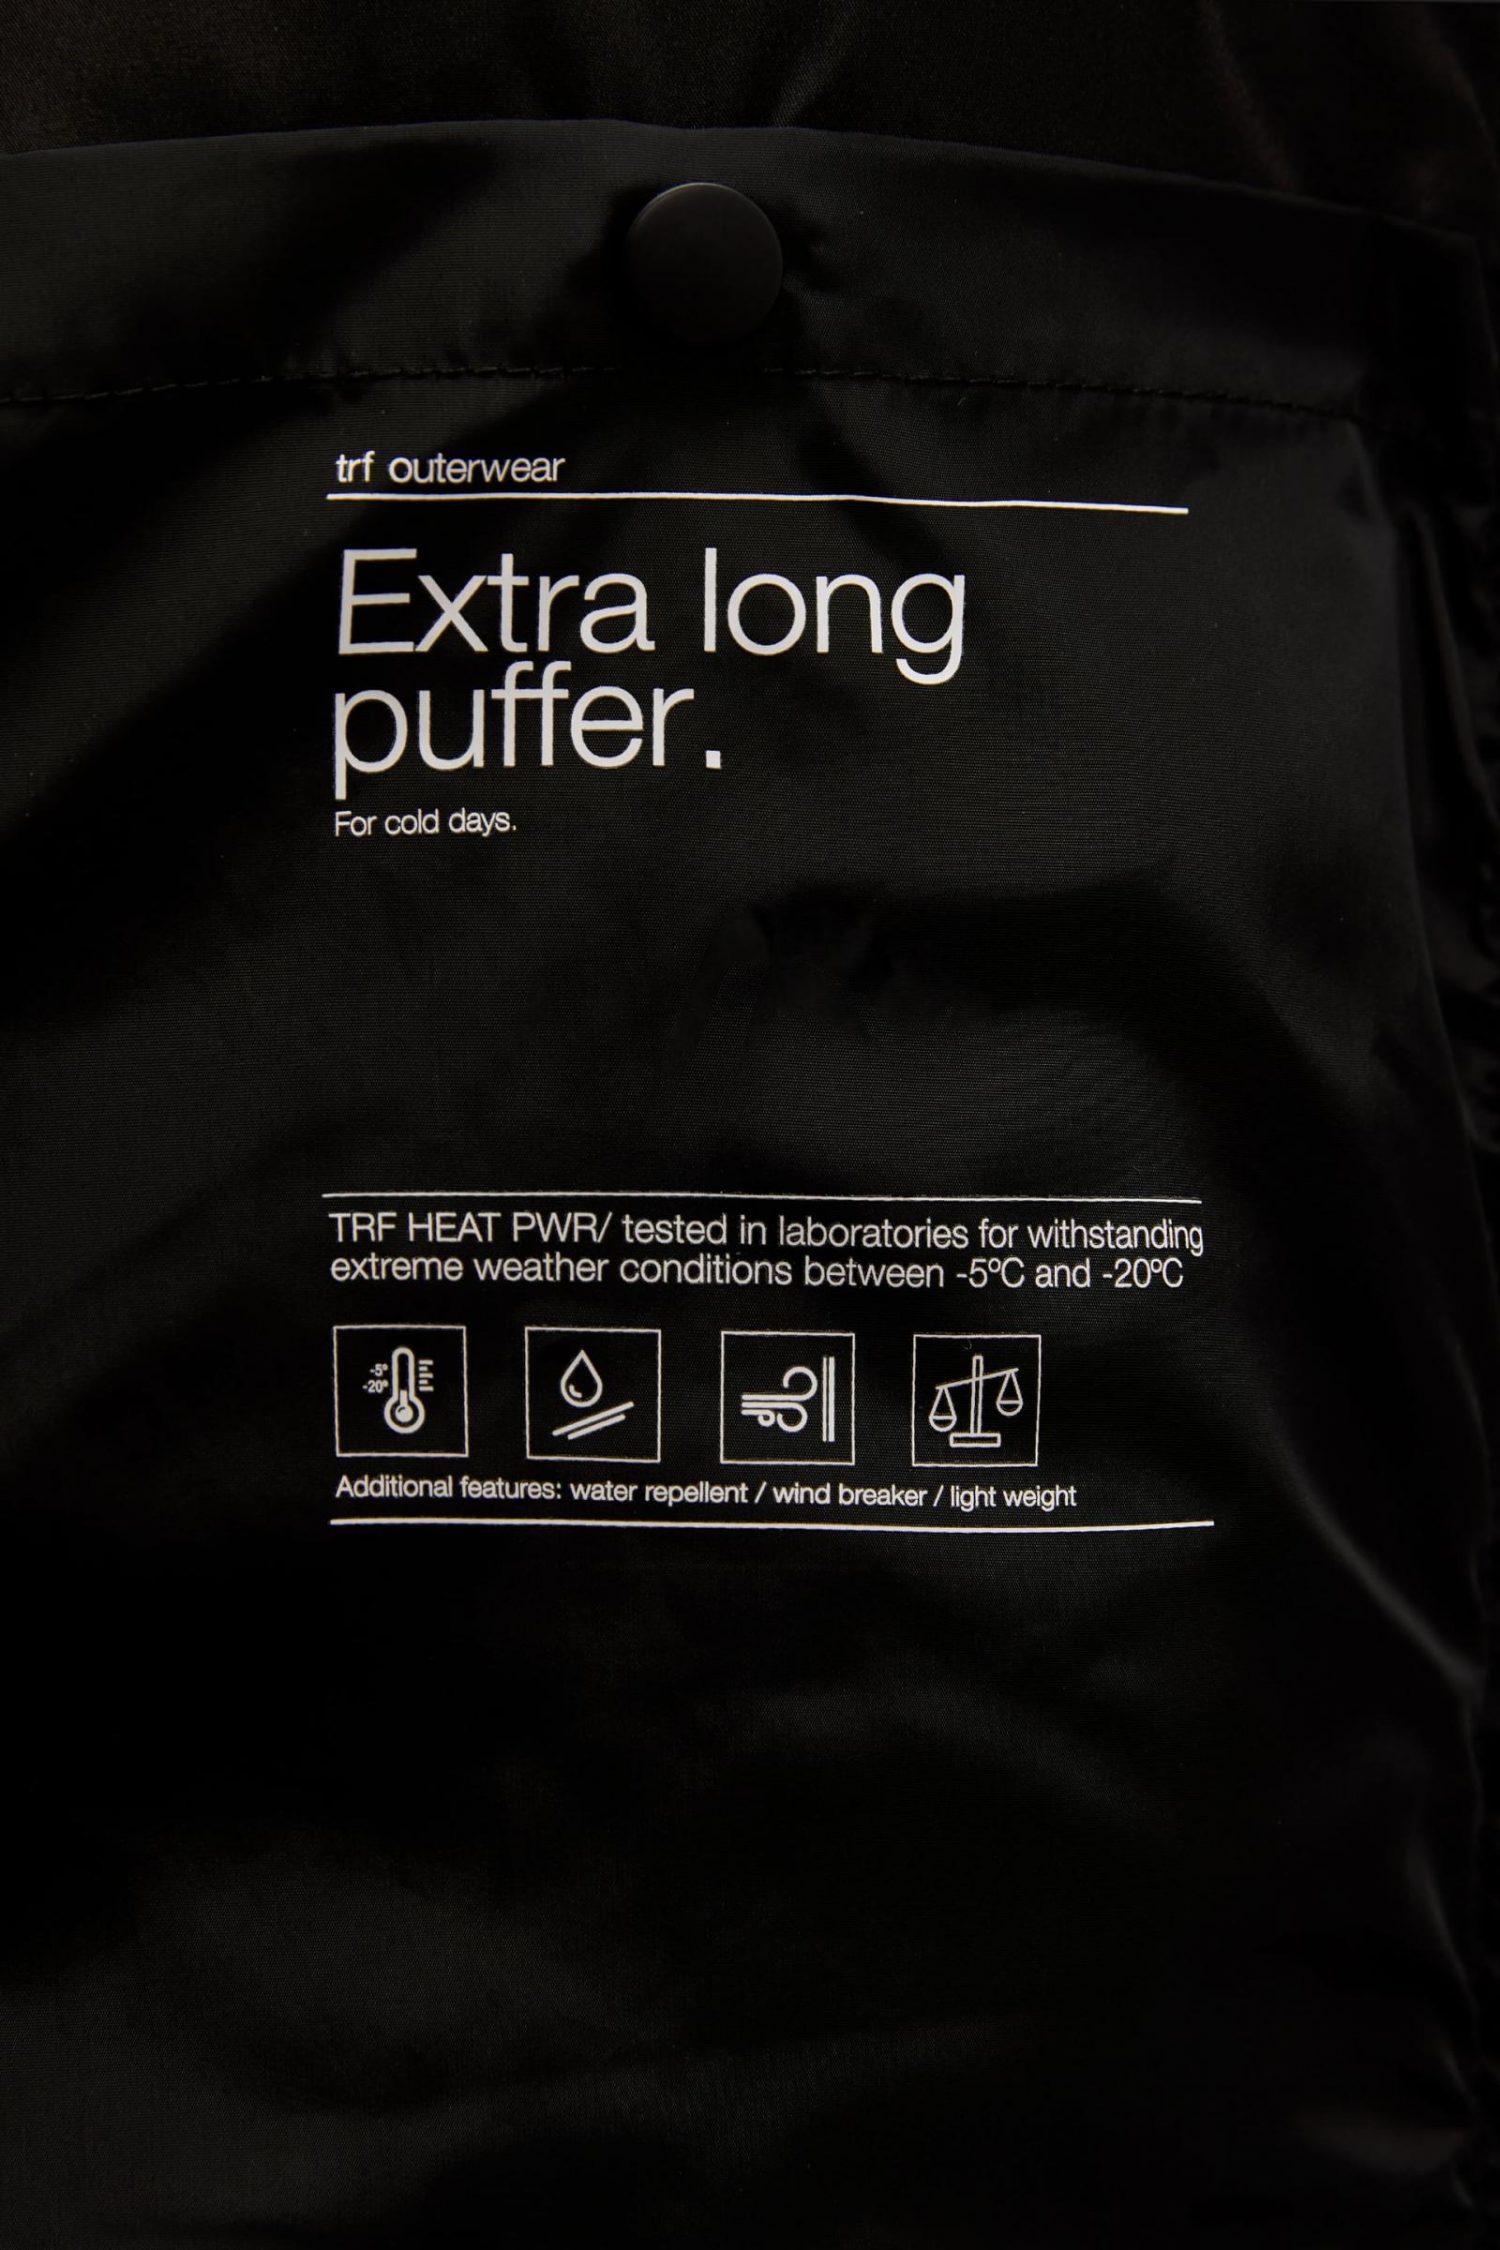 trf outerwear
Extra long
puffer.
For cold days.
TRF HEAT PWR/ tested in laboratories for withstanding
extreme weather conditions between -5ºC and -20ºC
-5º
-20º
Additional features: water repellent / wind breaker / light weight